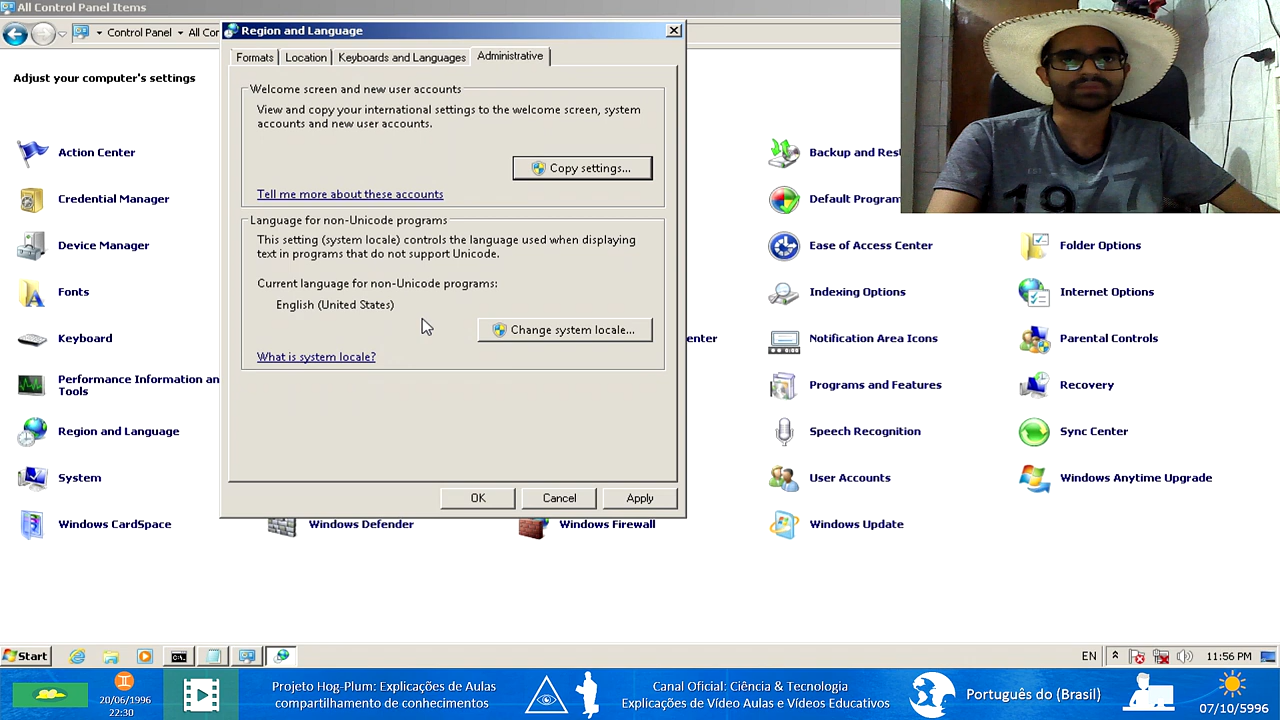 All Control Panel Items
Control Panel
All Cor
Adjust your computer's settings
Region and Language
Formats
Location
Keyboards and Languages
Administrative
Welcome screen and new user accounts
View and copy your international settings to the welcome screen, system
accounts and new user accounts.
Copy settings...
Tell me more about these accounts
Language for non-Unicode programs
This setting (system locale) controls the language used when displaying
text in programs that do not support Unicode.
Current language for non-Unicode programs:
English (United States)
Change system locale...
What is system locale?
OK
Cancel
Apply
Action Center
Credential Manager
Device Manager
Fonts
Keyboard
Performance Information an
Tools
Region and Language
System
Windows CardSpace
Windows Defender
enter
Windows Firewall
Backup and Rest
Default Program
Ease of Access Center
Indexing Options
Notification Area Icons
Programs and Features
Speech Recognition
User Accounts
Windows Update
Folder Options
Internet Options
Parental Controls
Recovery
Sync Center
Windows Anytime Upgrade
1977
Start
EN
11:56 PM
20/06/1996
22:30
Projeto Hog-Plum: Explicações de Aulas
compartilhamento de conhecimentos
Canal Oficial: Ciência & Tecnologia
Explicações de Vídeo Aulas e Vídeos Educativos
Português do (Brasil)
07/10/5996